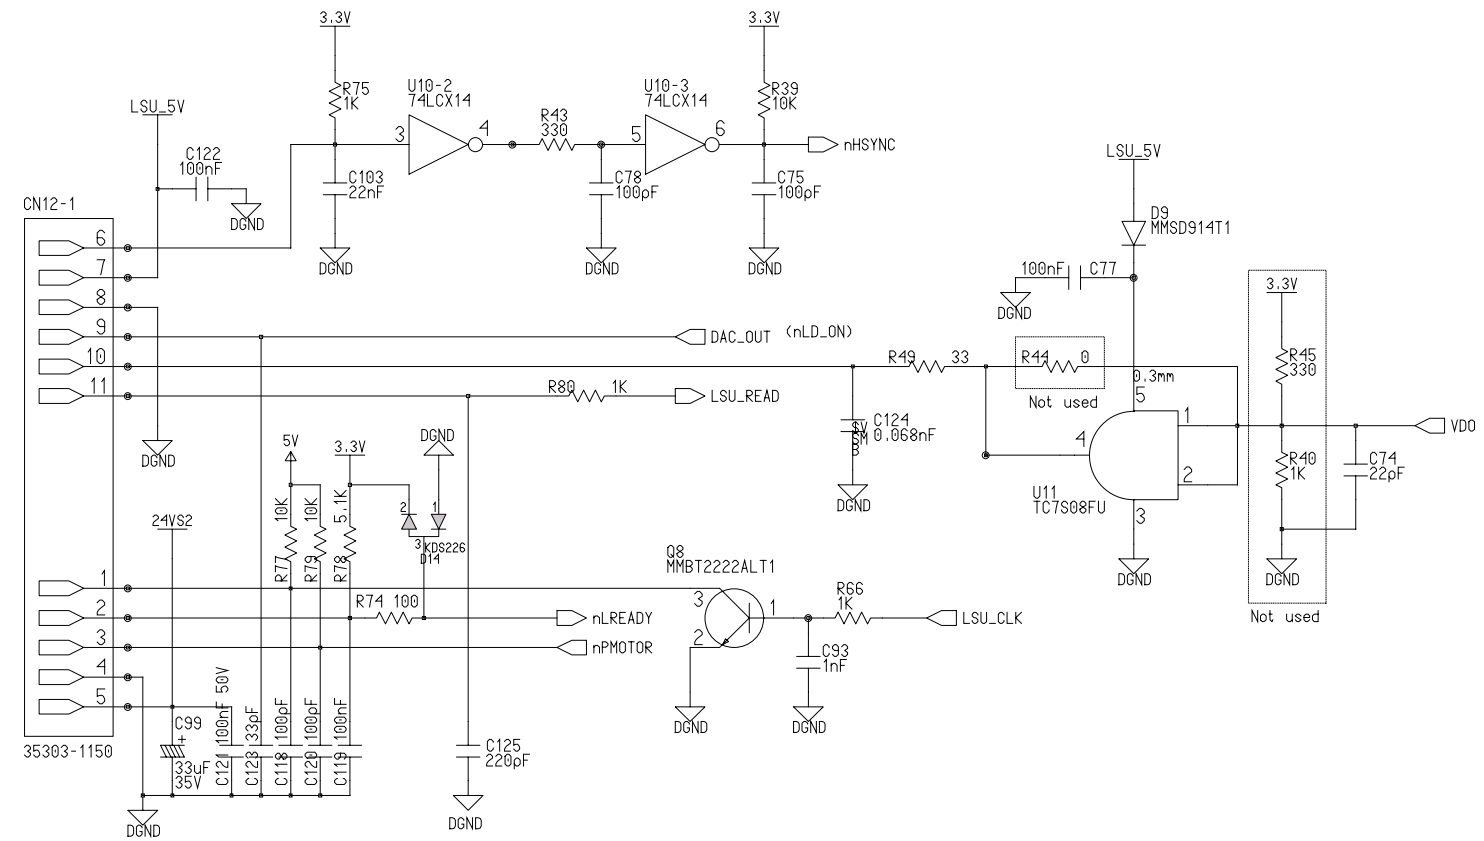 3.3V
3.3V
R75
1K
U10-2
74LCX14
U10-3
74LCX14
R39
10K
LSU_5V
R43
330
3
4
5
6
nHSYNC
C122
100nF
LSU_5V
C103
22nF
C78
100pF
C75
100pF
CN12-1
DGND
D9
MMSD914T1
6
DGND
DGND
DGND
7
100nF
C77
3.3V
8
DGND
9
DAC_OUT
(nLD_ON)
10
R49
33
R44
0
R45
330
0.3mm
11
R80
1K
LSU_READ
Not used
5
1
C124
0.068nF
SV
SM
B
VDO
5V
3.3V
DGND
4
DGND
R40
1K
C74
22pF
2
U11
TC7S08FU
DGND
3
24VS2
10K
10K
5.1K
2
1
3
KDS226
D14
R77
R79
R78
Q8
MMBT2222ALT1
DGND
DGND
1
R74 100
3
1
R66
1K
2
nLREADY
LSU_CLK
Not used
3
nPMOTOR
2
C93
1nF
4
5
C99
+
33uF
35V
C121 100nF 50V
C123 33pF
C118 100pF
C120 100pF
C119 100nF
DGND
DGND
35303-1150
C125
220pF
DGND
DGND